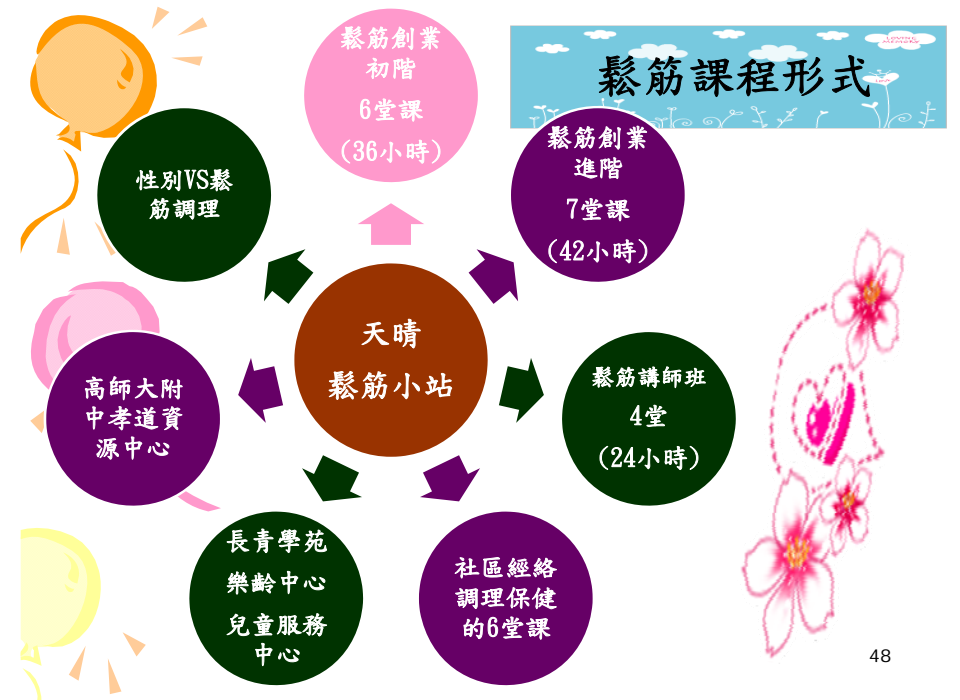 鬆筋課程形式
鬆筋創業
初階
6堂課
(36小時)
鬆筋創業
進階
7堂課
(42小時)
鬆筋講師班
4堂
(24小時)
社區經絡
調理保健
的6堂課
長青學苑
樂齡中心
兒童服務
中心
高師大附
中孝道資
源中心
性別VS鬆
筋調理
天晴
鬆筋小站
48